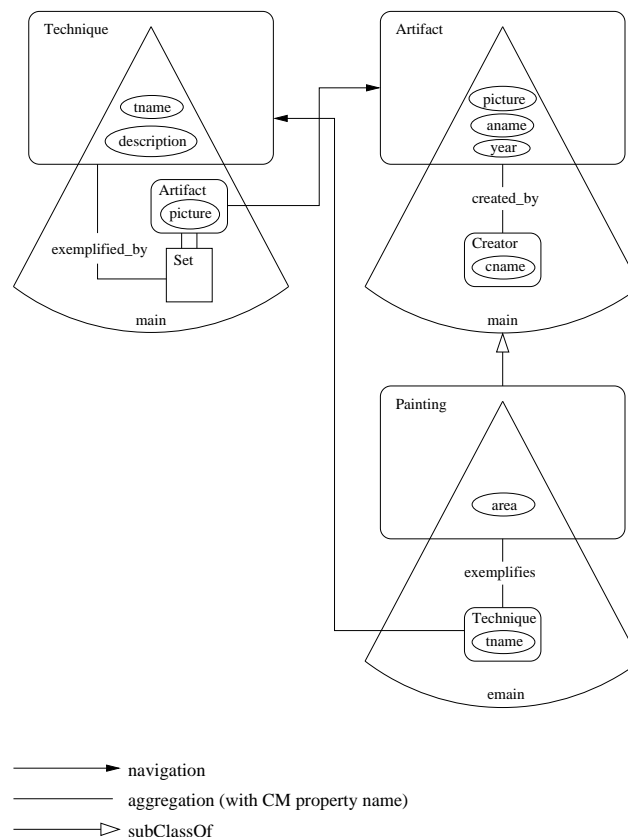 Technique
tname
description
Artifact
picture
exemplified_by
Set
main
Artifact
picture
aname
year
created_by
Creator
cname
main
Painting
area
exemplifies
Technique
tname
emain
navigation
aggregation (with CM property name)
subClassOf